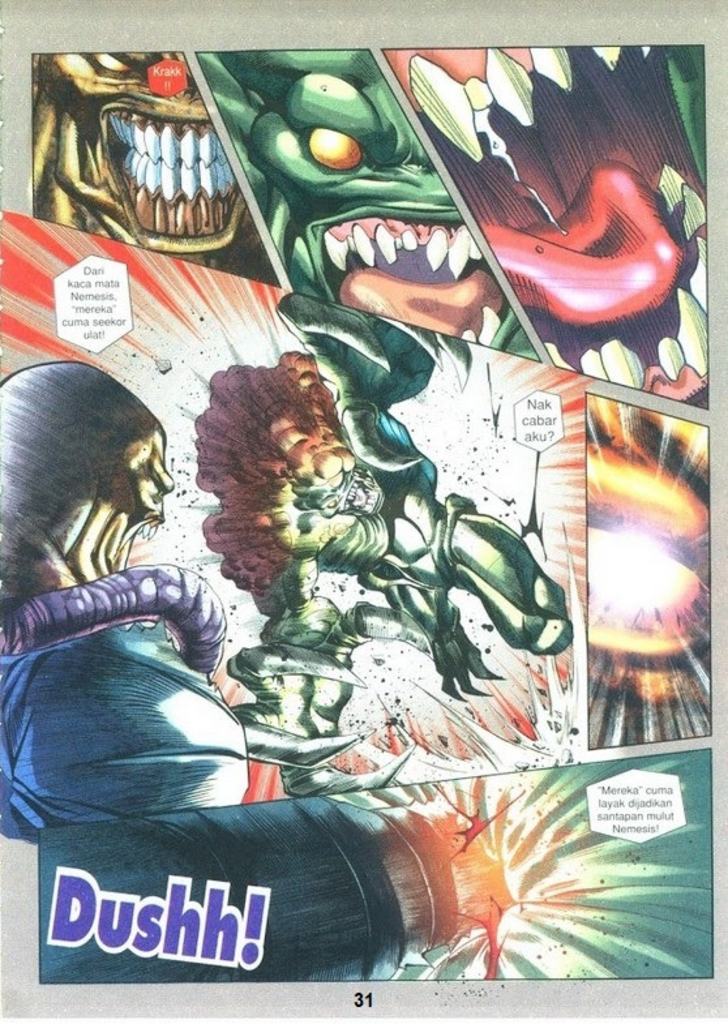 Krakk
!!
Dari
kaca mata
Nemesis,
"mereka"
cuma seekor
ulat!
Nak
cabar
aku?
"Mereka" cuma
layak dijadikan
santapan mulut
Nemesis!
Dushh!
31